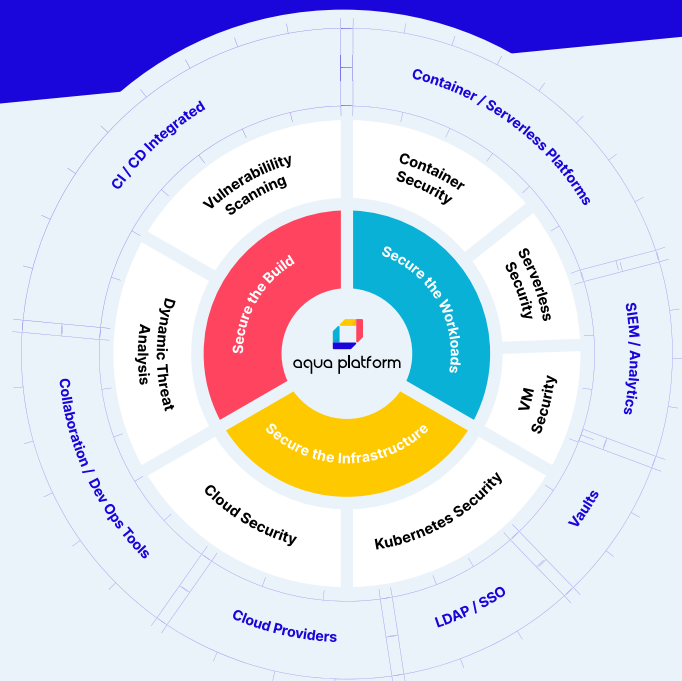 CI / CD Integrated
Container / Serverless Platforms
SIEM / Analytics
Vaults
LDAP / SSO
Cloud Providers
Collaboration / Dev Ops Tools
Vulnerabilility
Scanning
Container
Security
Serverless
Security
VM
Security
Kubernetes Security
Cloud Security
Dynamic Threat
Analysis
Secure the Build
Secure the Workloads
Secure the Infrastructure
aqua platform